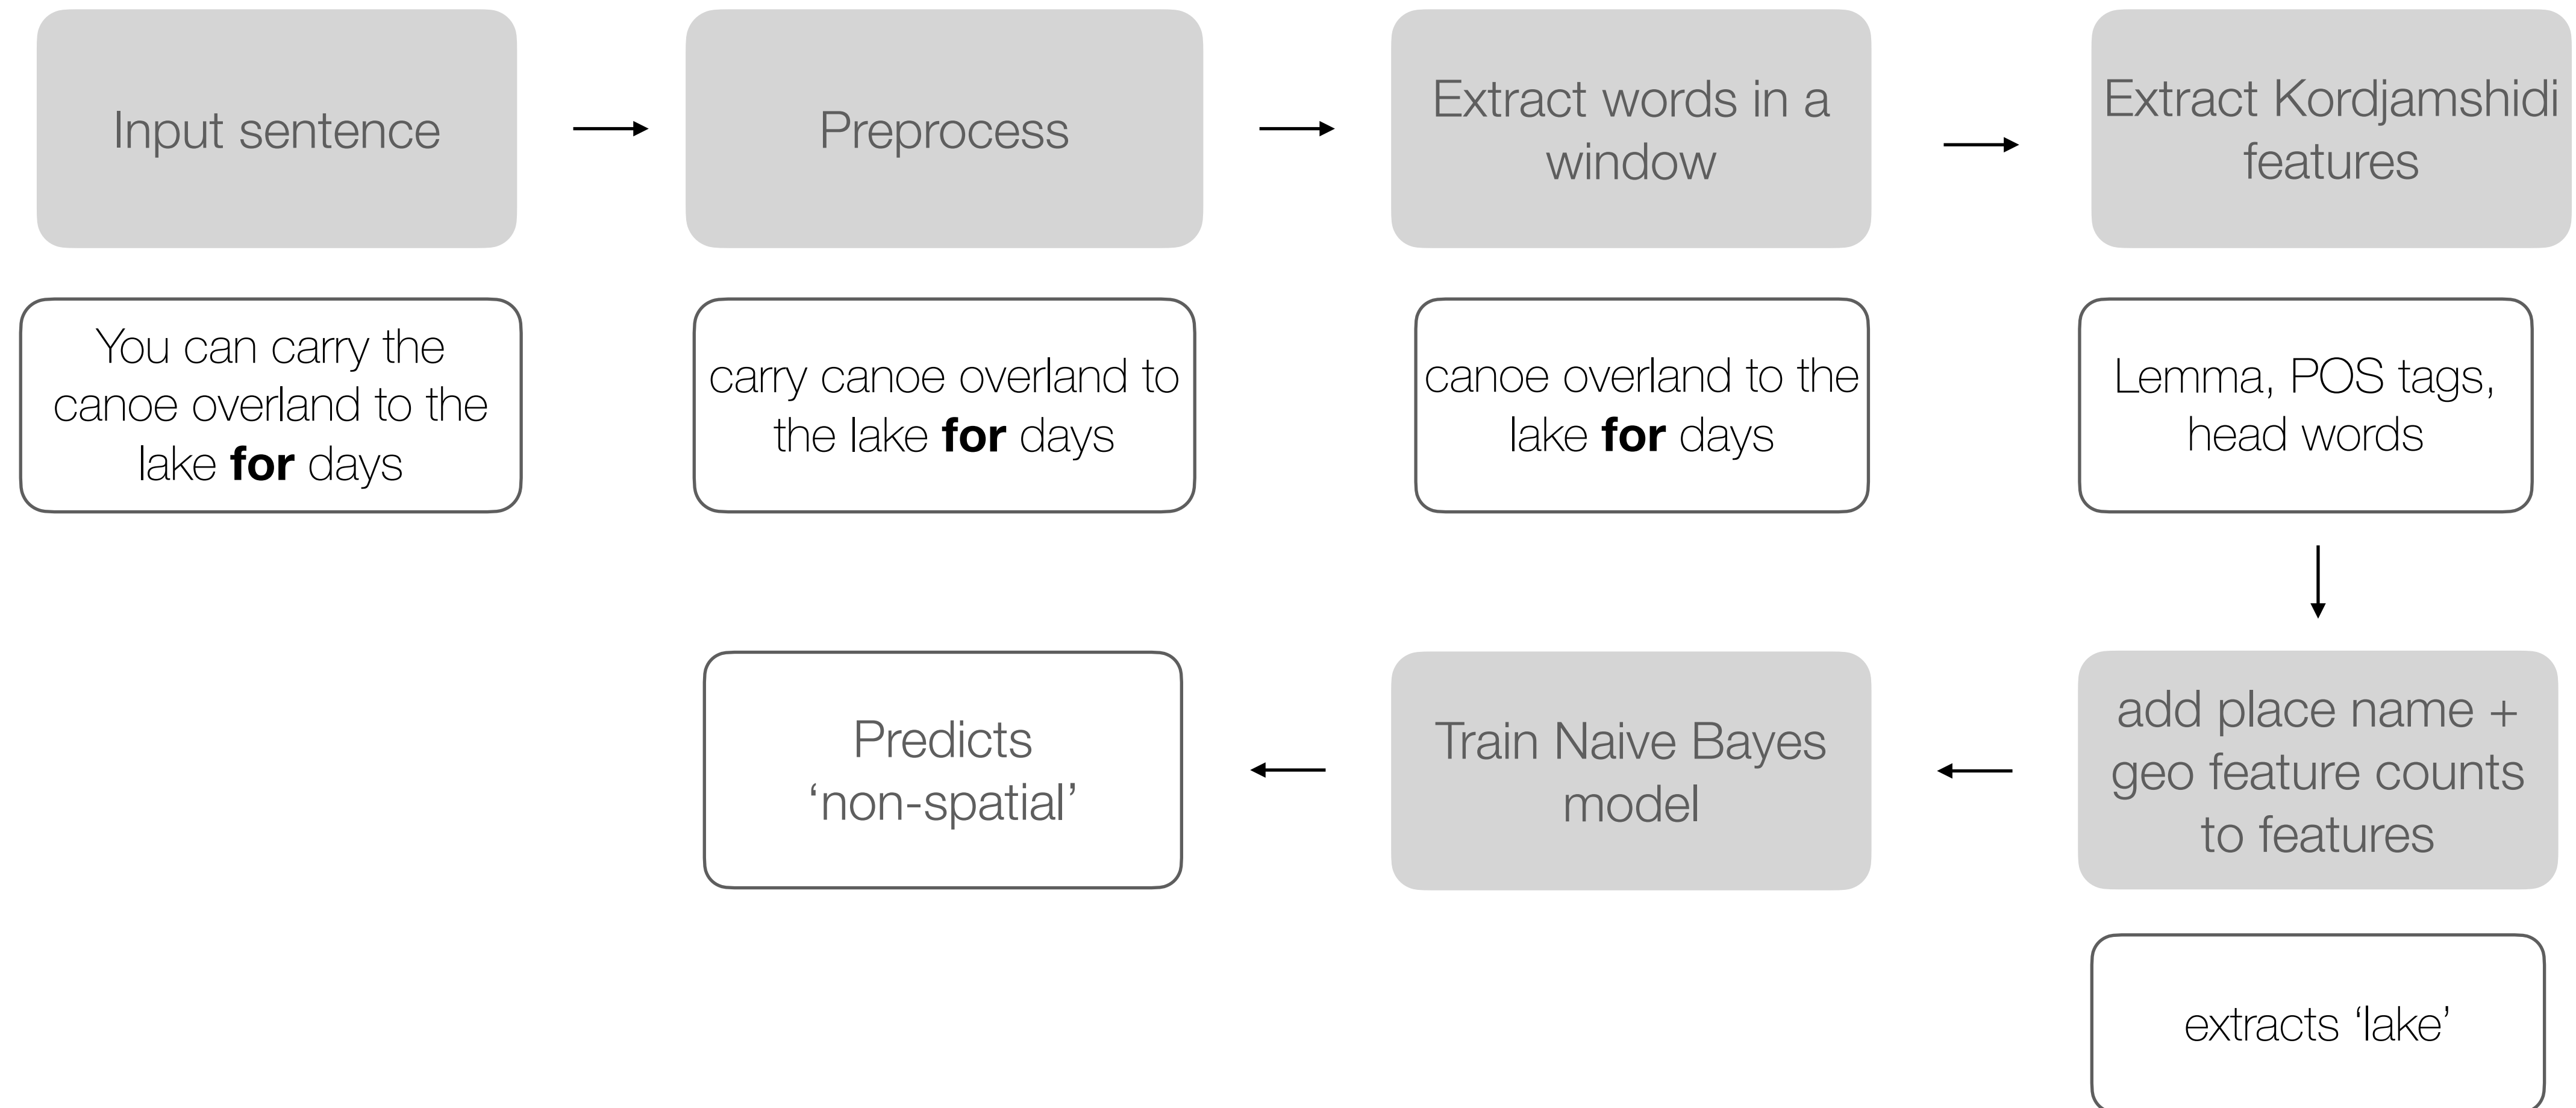 Input sentence
Preprocess
Extract words in a
window
Extract Kordjamshidi
features
You can carry the
canoe overland to the
lake for days
carry canoe overland to
the lake for days
canoe overland to the
lake for days
Lemma, POS tags,
head words
add place name +
geo feature counts
to features
Train Naive Bayes
model
Predicts
‘non-spatial’
extracts ‘lake’